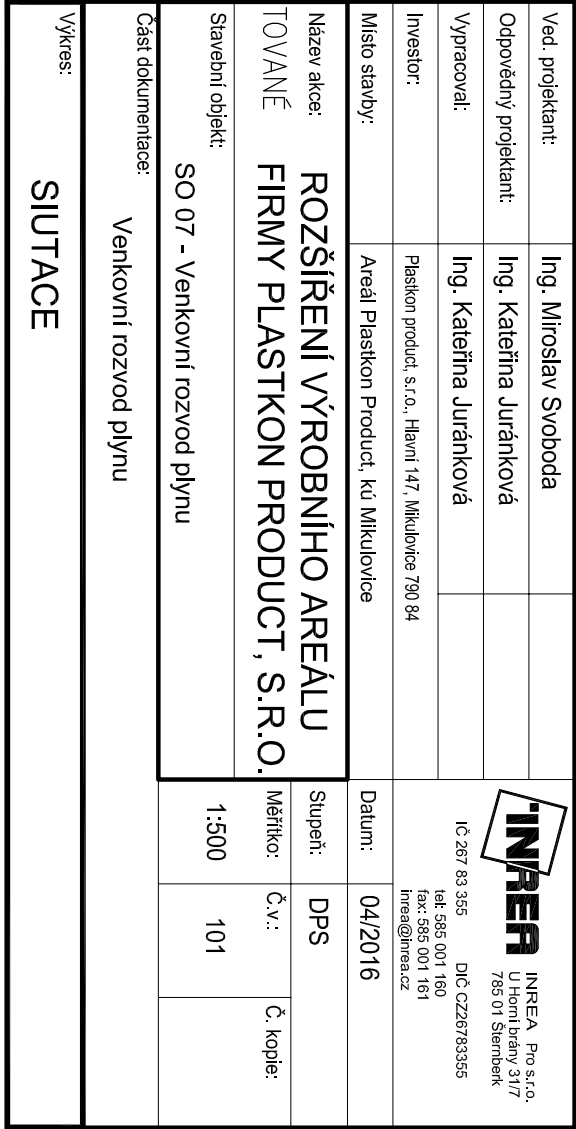 Ved. projektant:
Ing. Miroslav Svoboda
Odpovědný projektant:
Ing. Kateřina Juránková
Vypracoval:
Ing. Kateřina Juránková
INREA
INREA Pro s.r.o.
U Horní brány 31/7
785 01 Šternberk
IČ 267 83 355
DIČ CZ26783355
tel: 585 001 160
fax: 585 001 161
inrea@inrea.cz
Investor:
Plastkon product, s.r.o., Hlavní 147, Mikulovice 790 84
Místo stavby:
Areál Plastkon Product, kú Mikulovice
Datum:
04/2016
Název akce:
TOVANÉ
ROZŠÍŘENÍ VÝROBNÍHO AREÁLU
FIRMY PLASTKON PRODUCT, S.R.O.
Stupeň:
DPS
Stavební objekt:
SO 07 - Venkovní rozvod plynu
Měřítko:
1:500
Č.v.:
101
Č. kopie:
Část dokumentace:
Venkovní rozvod plynu
Výkres:
SIUTACE